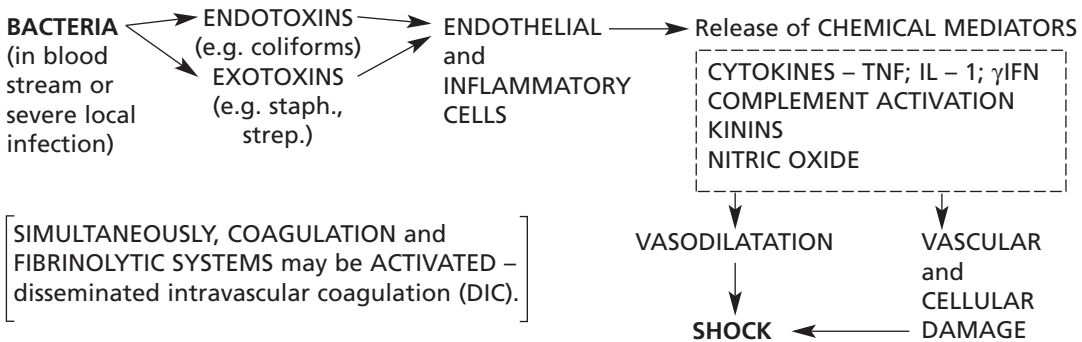 BACTERIA
(in blood
stream or
severe local
infection)
ENDOTOXINS
(e.g. coliforms)
EXOTOXINS
(e.g. staph.,
strep.)
ENDOTHELIAL
and
INFLAMMATORY
CELLS
Release of CHEMICAL MEDIATORS
CYTOKINES – TNF; IL – 1; γIFN
COMPLEMENT ACTIVATION
KININS
NITRIC OXIDE
SIMULTANEOUSLY, COAGULATION and
FIBRINOLYTIC SYSTEMS may be ACTIVATED –
disseminated intravascular coagulation (DIC).
VASODILATATION
VASCULAR
and
CELLULAR
DAMAGE
SHOCK